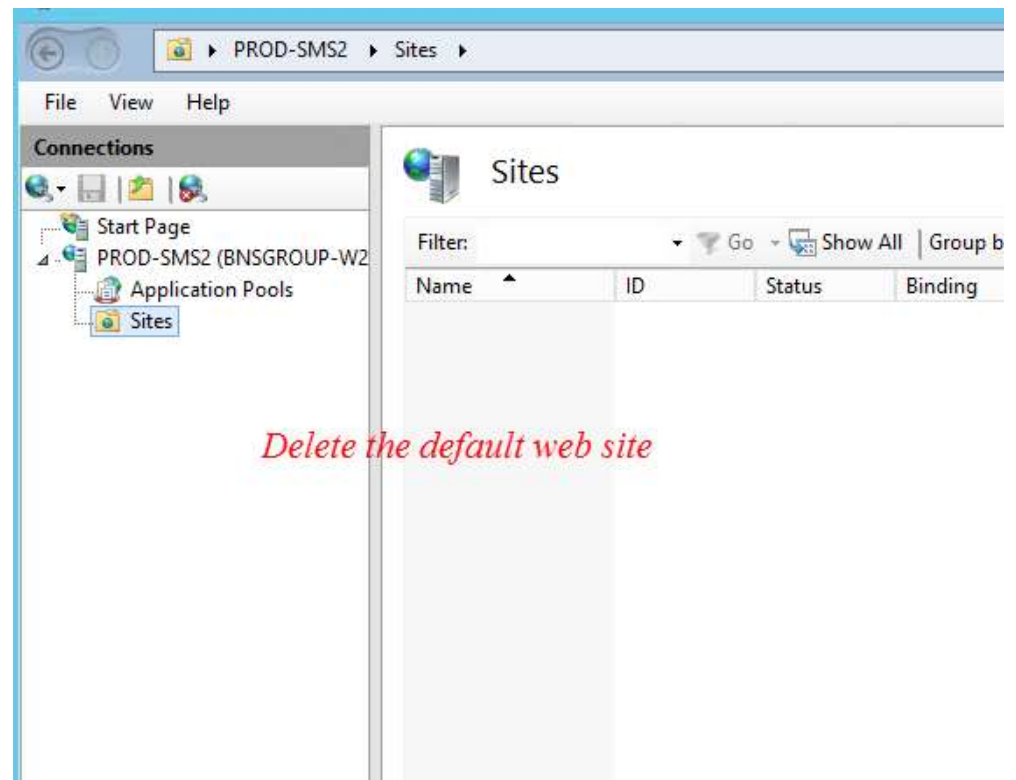 PROD-SMS2 Sites
File View Help
Connections
Sites
Start Page
Filter: Go Show All Group b
PROD-SMS2 (BNSGROUP-W2
Name ID Status Binding
Application Pools
Sites
Delete the default web site